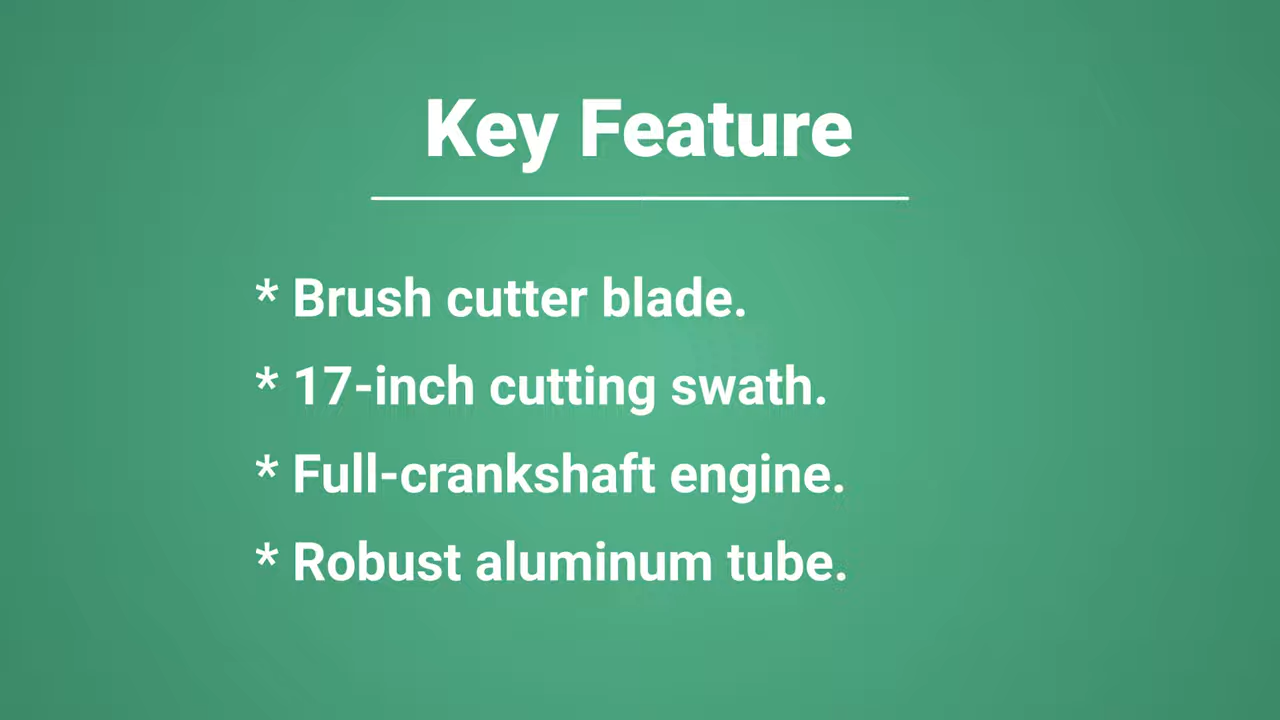 Key Feature
* Brush cutter blade.
* 17-inch cutting swath.
* Full-crankshaft engine.
* Robust aluminum tube.